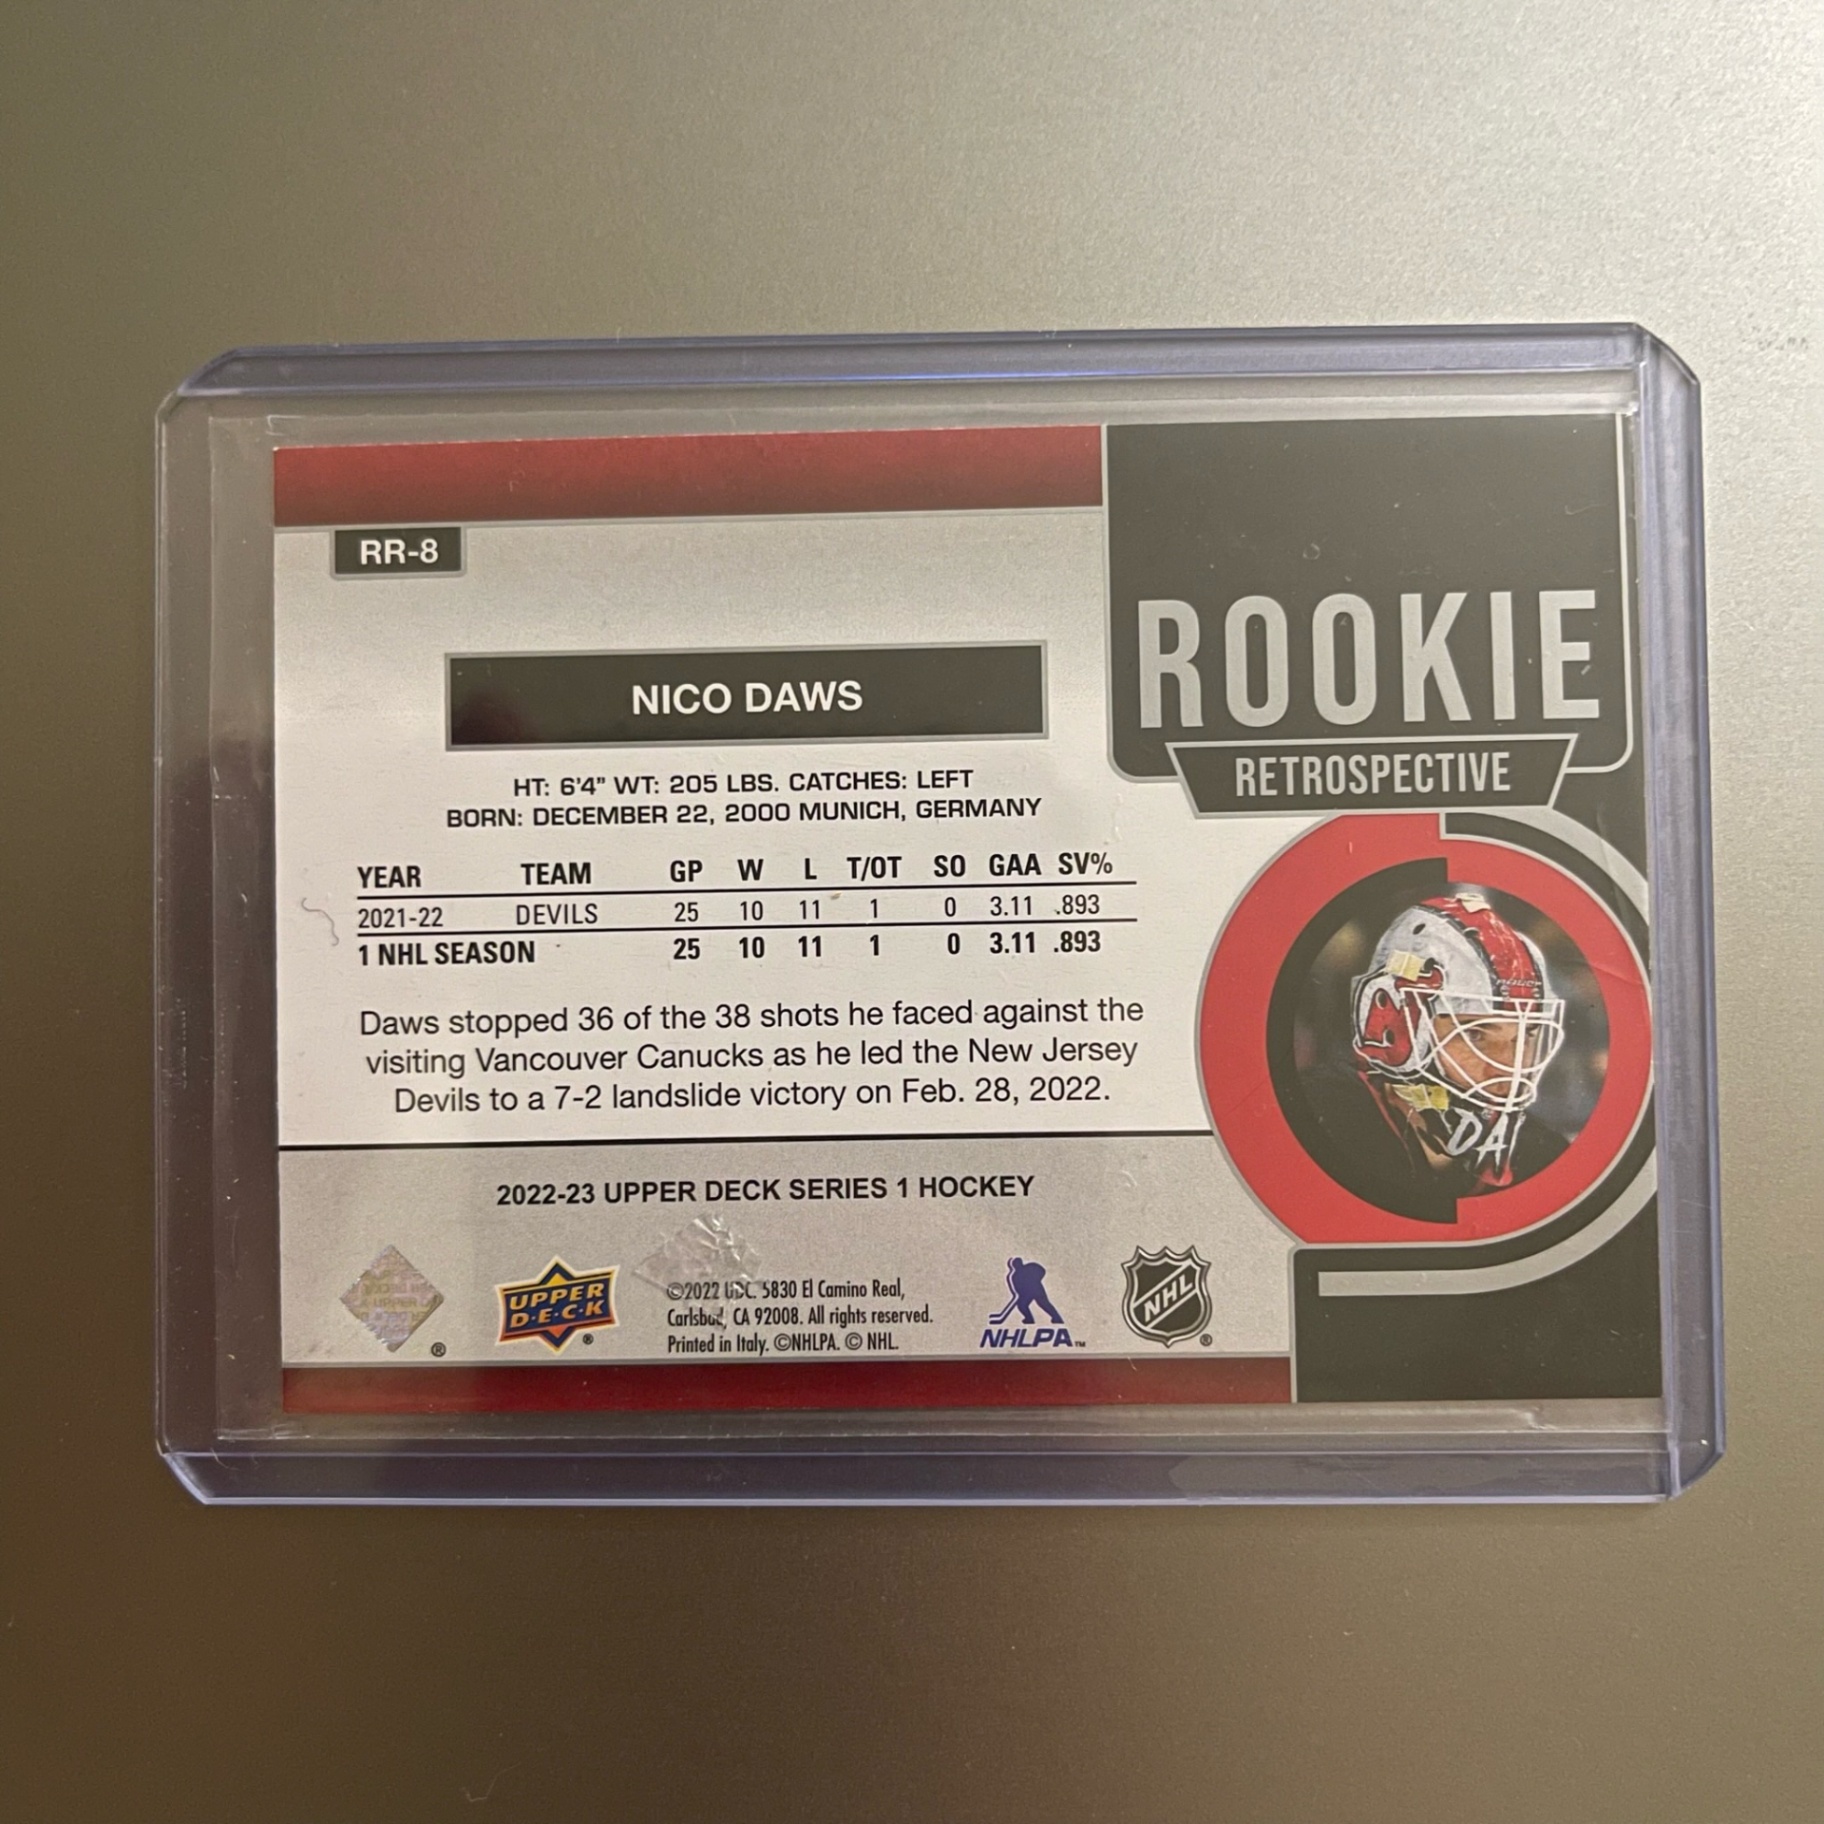 RR-8
ROOKIE
RETROSPECTIVE
NICO DAWS
HT: 6'4" WT: 205 LBS. CATCHES: LEFT
BORN: DECEMBER 22, 2000 MUNICH, GERMANY
YEAR TEAM GP W L T/OT SO GAA SV%
2021-22 DEVILS 25 10 11 1 0 3.11 .893
1 NHL SEASON 25 10 11 1 0 3.11 .893
Daws stopped 36 of the 38 shots he faced against the
visiting Vancouver Canucks as he led the New Jersey
Devils to a 7-2 landslide victory on Feb. 28, 2022.
DA
2022-23 UPPER DECK SERIES 1 HOCKEY
®
UPPER
D·E·C·K
®
©2022 UDC. 5830 El Camino Real,
Carlsbad, CA 92008. All rights reserved.
Printed in Italy. ©NHLPA. © NHL.
NHLPA™
NHL
®